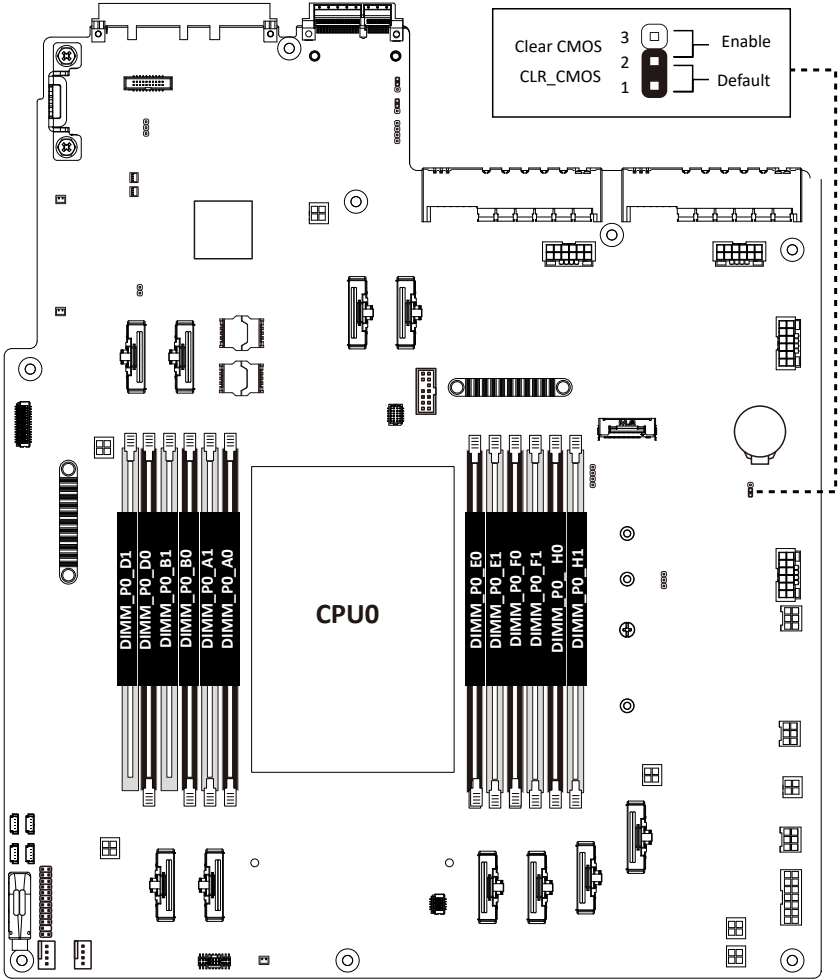 Clear CMOS
CLR_CMOS
3
2
1
Enable
Default
DIMM_P0_D1
DIMM_P0_D0
DIMM_P0_B1
DIMM_P0_B0
DIMM_P0_A1
DIMM_P0_A0
CPU0
DIMM_P0_E0
DIMM_P0_E1
DIMM_P0_F0
DIMM_P0_F1
DIMM_P0_H0
DIMM_P0_H1